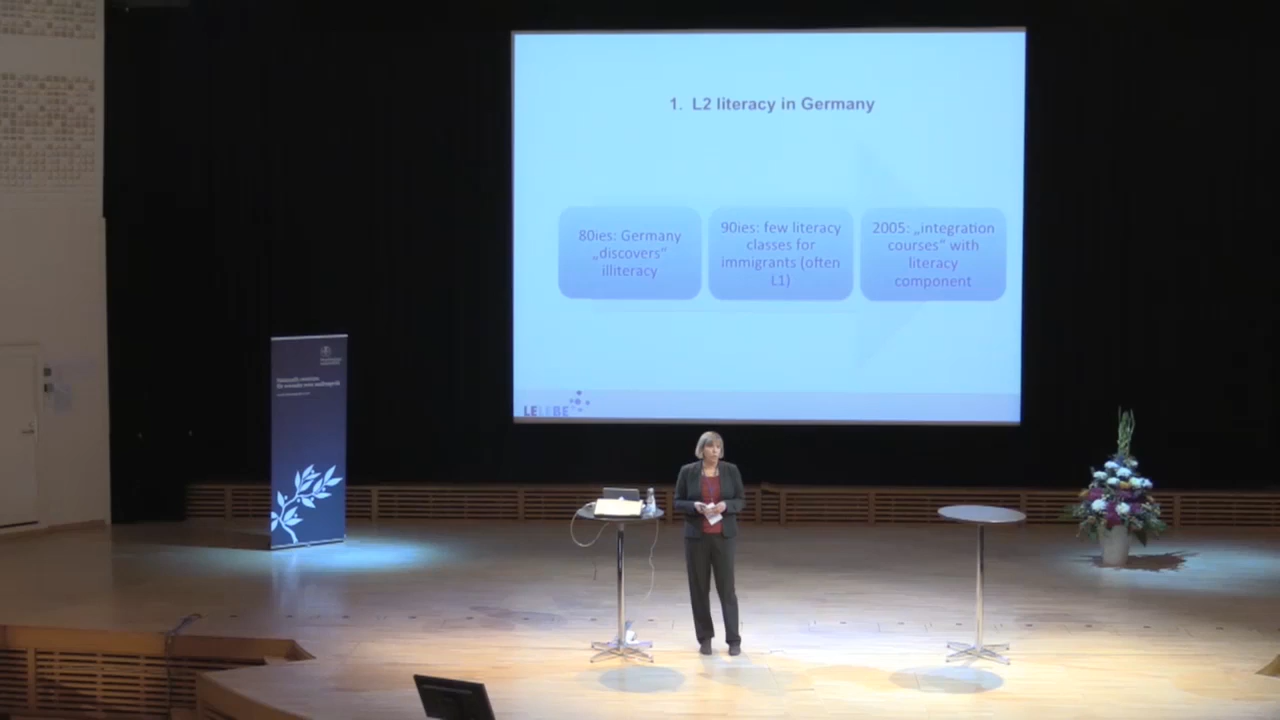 1. L2 literacy in Germany
80ies: Germany
„discovers“
illiteracy
90ies: few literacy
classes for
immigrants (often
L1)
2005: „integration
courses“ with
literacy
component
LELEBE